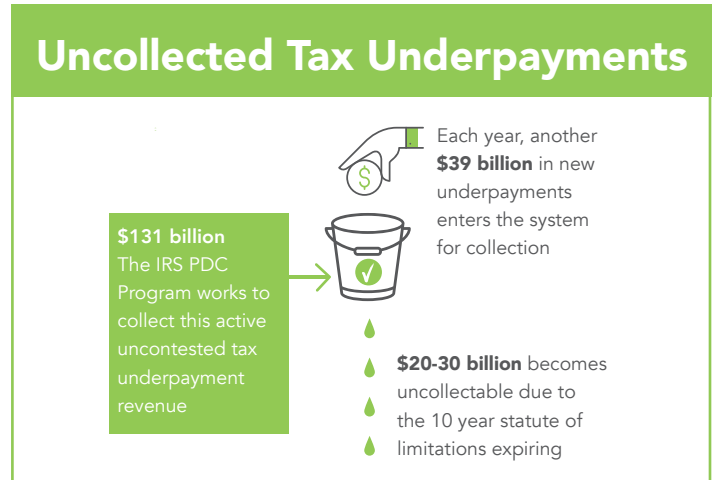 Uncollected Tax Underpayments
$
Each year, another
$39 billion in new
underpayments
enters the system
for collection
$131 billion
The IRS PDC
Program works to
collect this active
uncontested tax
underpayment
revenue
$20-30 billion becomes
uncollectable due to
the 10 year statute of
limitations expiring